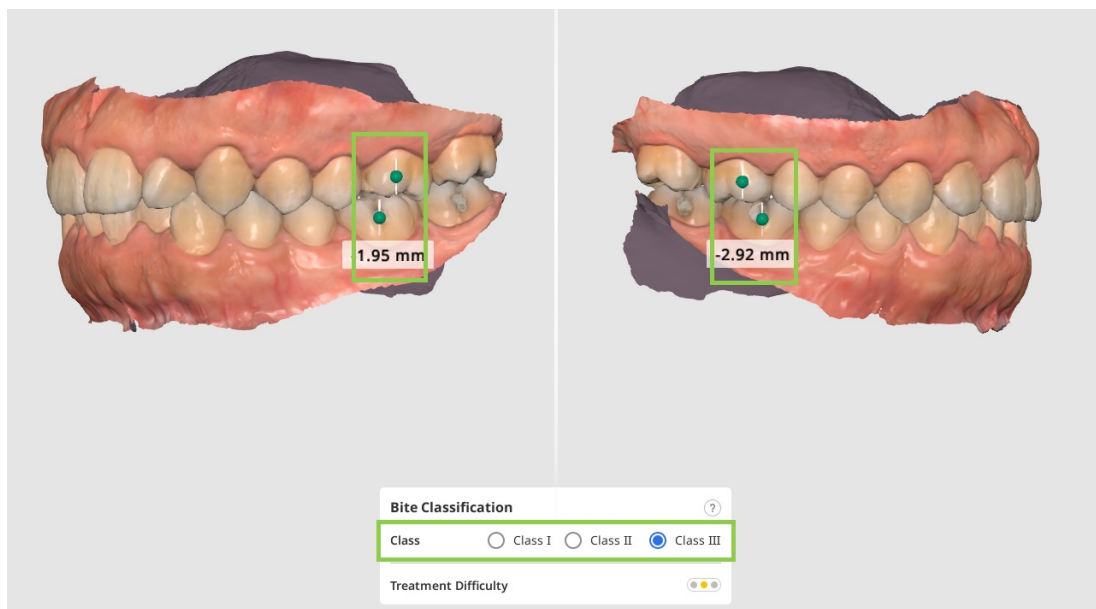 -1.95 mm
-2.92 mm
Bite Classification
?
Class
Class I
Class II
Class III
Treatment Difficulty